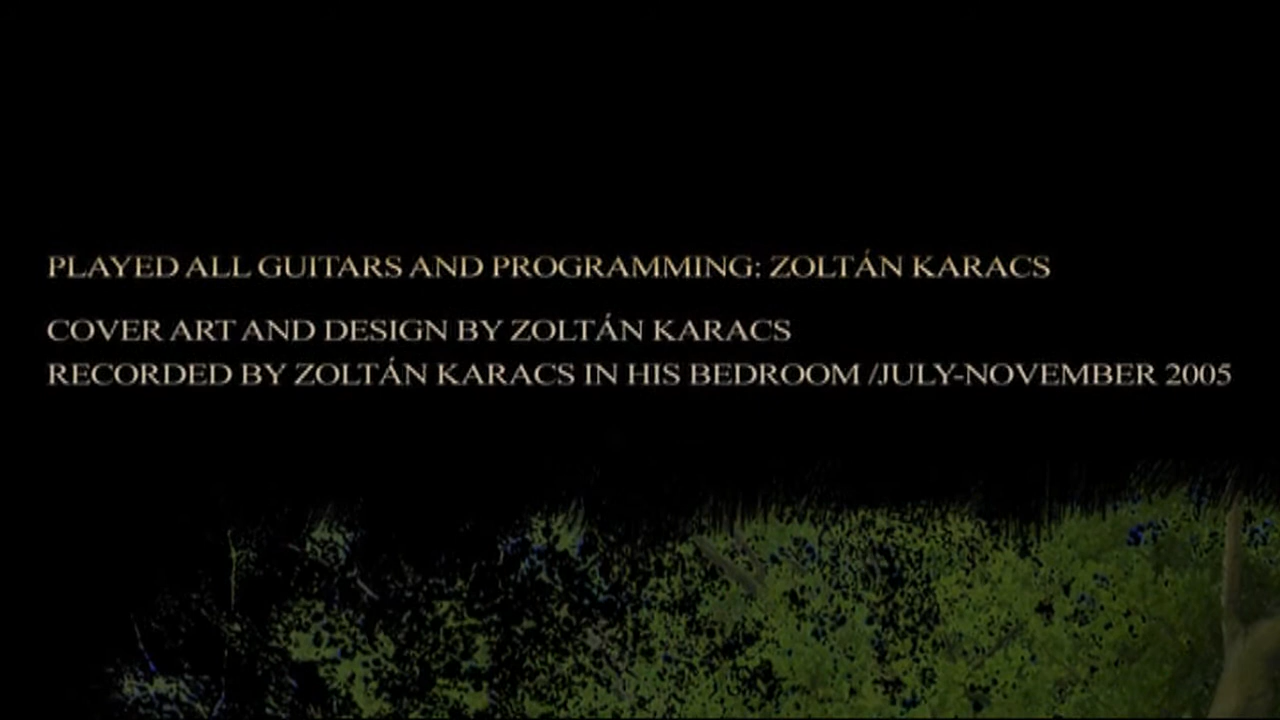 PLAYED ALL GUITARS AND PROGRAMMING: ZOLTÁN KARACS
COVER ART AND DESIGN BY ZOLTÁN KARACS
RECORDED BY ZOLTÁN KARACS IN HIS BEDROOM /JULY-NOVEMBER 2005